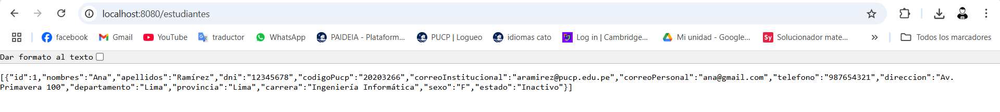 localhost:8080/estudiantes
facebook Gmail YouTube traductor WhatsApp PAIDEIA - Plataform... PUCP | Logueo idiomas cato Log in | Cambridge... Mi unidad - Google... Sy Solucionador mate... » Todos los marcadores
Dar formato al texto
[{"id":1,"nombres":"Ana","apellidos":"Ramírez","dni":"12345678","codigoPucp":"20203266","correoInstitucional":"aramirez@pucp.edu.pe","correoPersonal":"ana@gmail.com","telefono":"987654321","direccion":"Av.
Primavera 100","departamento":"Lima","provincia":"Lima","carrera":"Ingeniería Informática","sexo":"F","estado":"Inactivo"}]